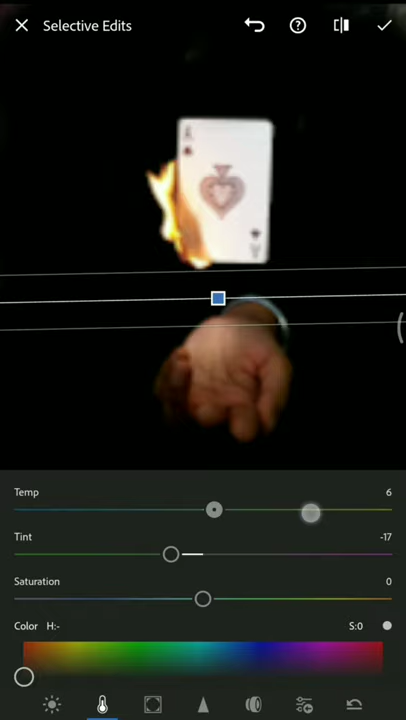 Selective Edits
A
A
Temp 6
Tint -17
Saturation 0
Color H:- S:0